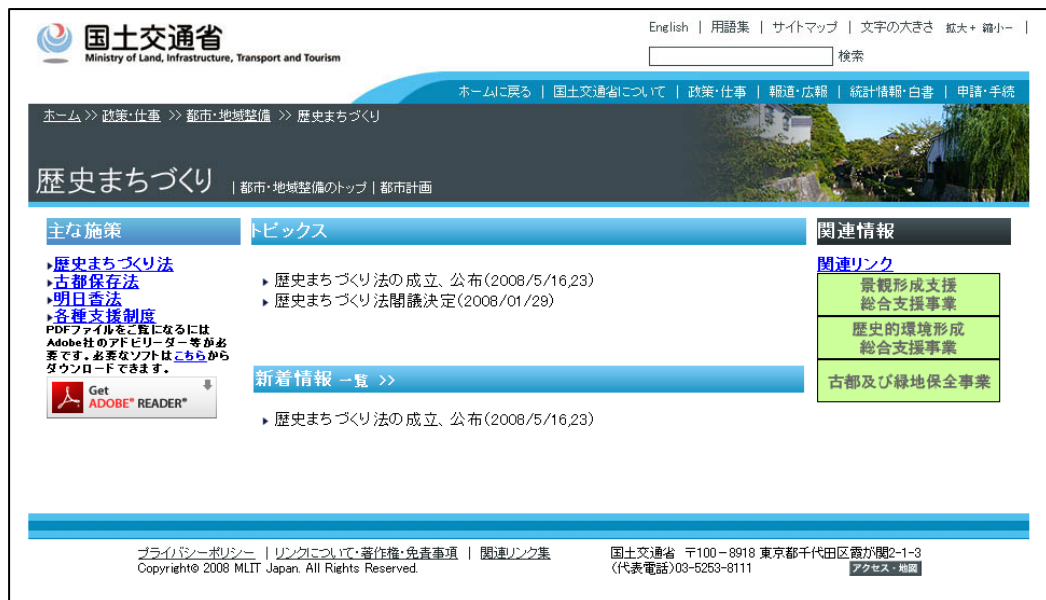 国土交通省
Ministry of Land, Infrastructure, Transport and Tourism
English | 用語集 | サイトマップ | 文字の大きさ 拡大+ 縮小- |
検索
ホームに戻る | 国土交通省について | 政策・仕事 | 報道・広報 | 統計情報・白書 | 申請・手続
ホーム >> 政策・仕事 >> 都市・地域整備 >> 歴史まちづくり
歴史まちづくり | 都市・地域整備のトップ | 都市計画
主な施策
歴史まちづくり法
古都保存法
明日香法
各種支援制度
PDFファイルをご覧になるには
Adobe社のアドビリーダー等が必
要です。必要なソフトはこちらから
ダウンロードできます。
Get
ADOBE® READER®
トピックス
歴史まちづくり法の成立、公布(2008/5/16,23)
歴史まちづくり法閣議決定(2008/01/29)
新着情報 一覧 >>
歴史まちづくり法の成立、公布(2008/5/16,23)
関連情報
関連リンク
景観形成支援
総合支援事業
歴史的環境形成
総合支援事業
古都及び緑地保全事業
プライバシーポリシー | リンクについて・著作権・免責事項 | 関連リンク集
Copyright© 2008 MLIT Japan. All Rights Reserved.
国土交通省 〒100-8918 東京都千代田区霞が関2-1-3
(代表電話)03-5253-8111
アクセス・地図